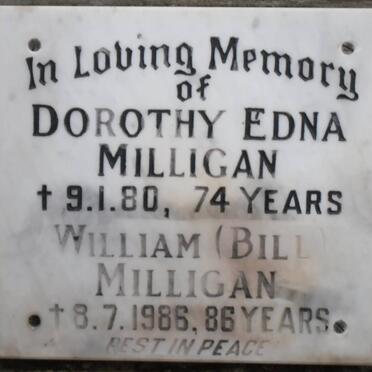 In Loving Memory
of
DOROTHY EDNA
MILLIGAN
† 9.1.80, 74 YEARS
WILLIAM (BILL)
MILLIGAN
† 8.7.1986, 86 YEARS.
REST IN PEACE